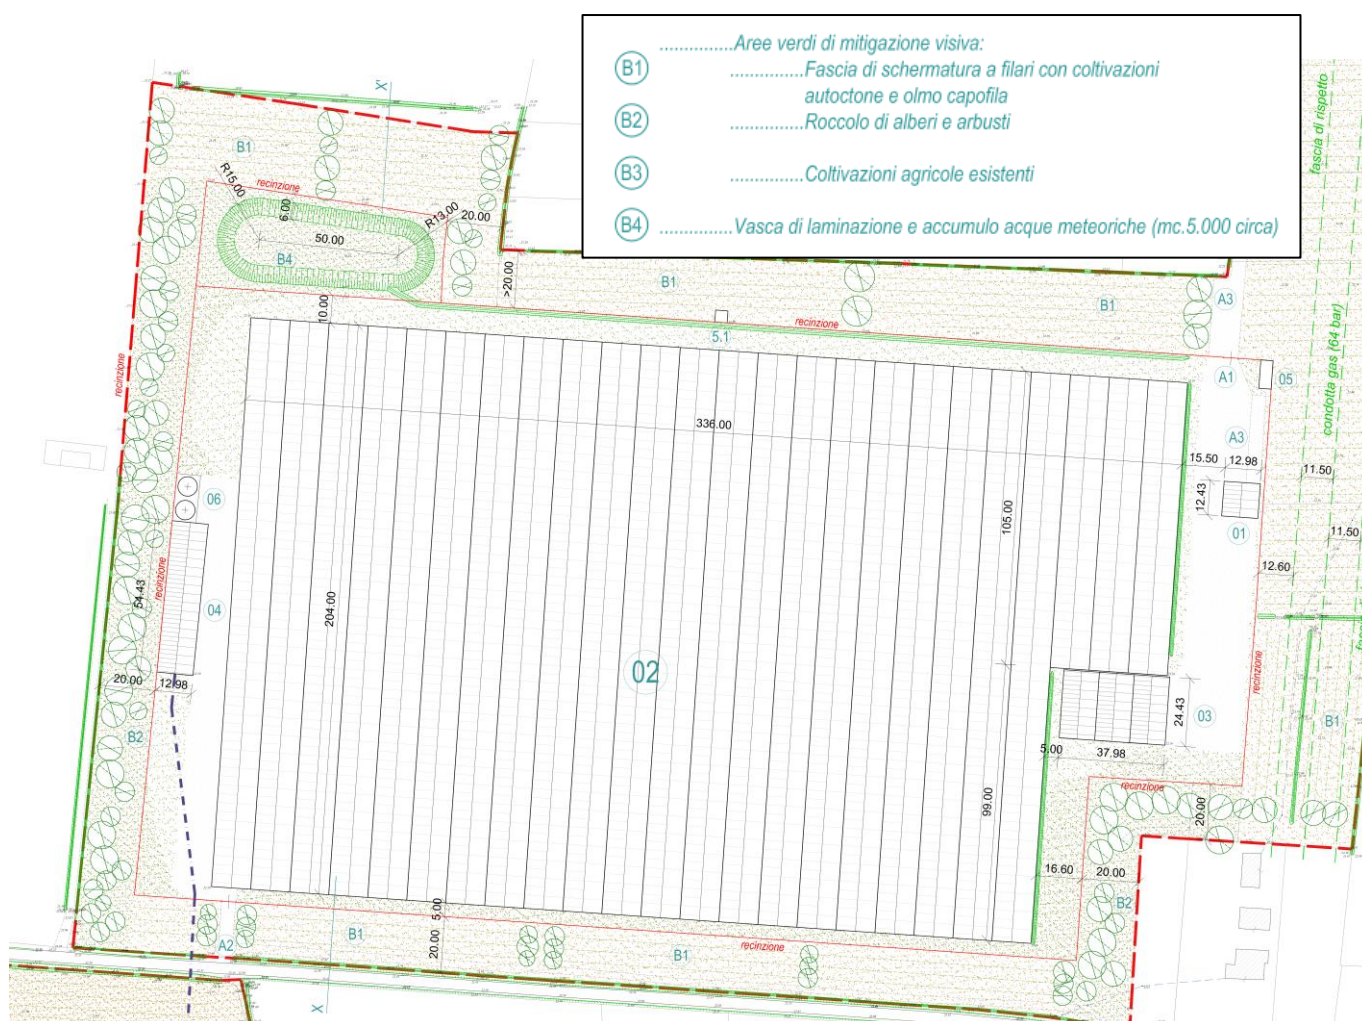 ...............Aree verdi di mitigazione visiva:
B1 ...............Fascia di schermatura a filari con coltivazioni
autoctone e olmo capofila
B2 ...............Roccolo di alberi e arbusti
B3 ...............Coltivazioni agricole esistenti
B4 ...............Vasca di laminazione e accumulo acque meteoriche (mc.5.000 circa)
fascia di rispetto
condotta gas (64 bar)
X
B1
R15.00
recinzione
6.00
R13.00
20.00
50.00
B4
>20.00
B1
B1
A3
10.00
5.1
recinzione
A1
05
recinzione
336.00
A3
15.50
12.98
11.50
12.43
01
11.50
06
105.00
12.60
recinzione
54.43
04
204.00
02
20.00
12.98
recinzione
B2
24.43
03
B1
5.00
37.98
recinzione
20.00
99.00
16.60
20.00
B2
5.00
20.00
A2
B1
B1
recinzione
X